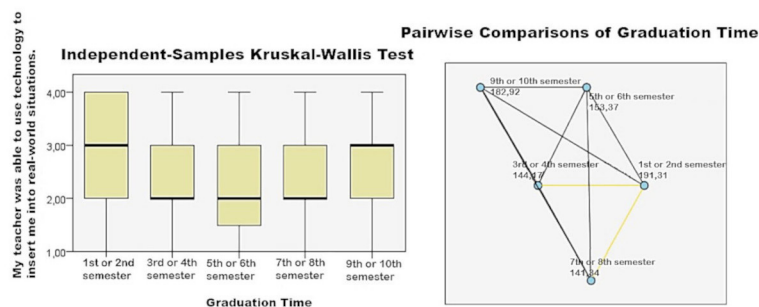 Pairwise Comparisons of Graduation Time
Independent-Samples Kruskal-Wallis Test
My teacher was able to use technology to
insert me into real-world situations.
4,00
3,00
2,00
1,00
1st or 2nd
semester
3rd or 4th
semester
5th or 6th
semester
7th or 8th
semester
9th or 10th
semester
Graduation Time
9th or 10th semester
182,92
5th or 6th semester
153,37
3rd or 4th semester
144,17
1st or 2nd semester
191,31
7th or 8th semester
141,34